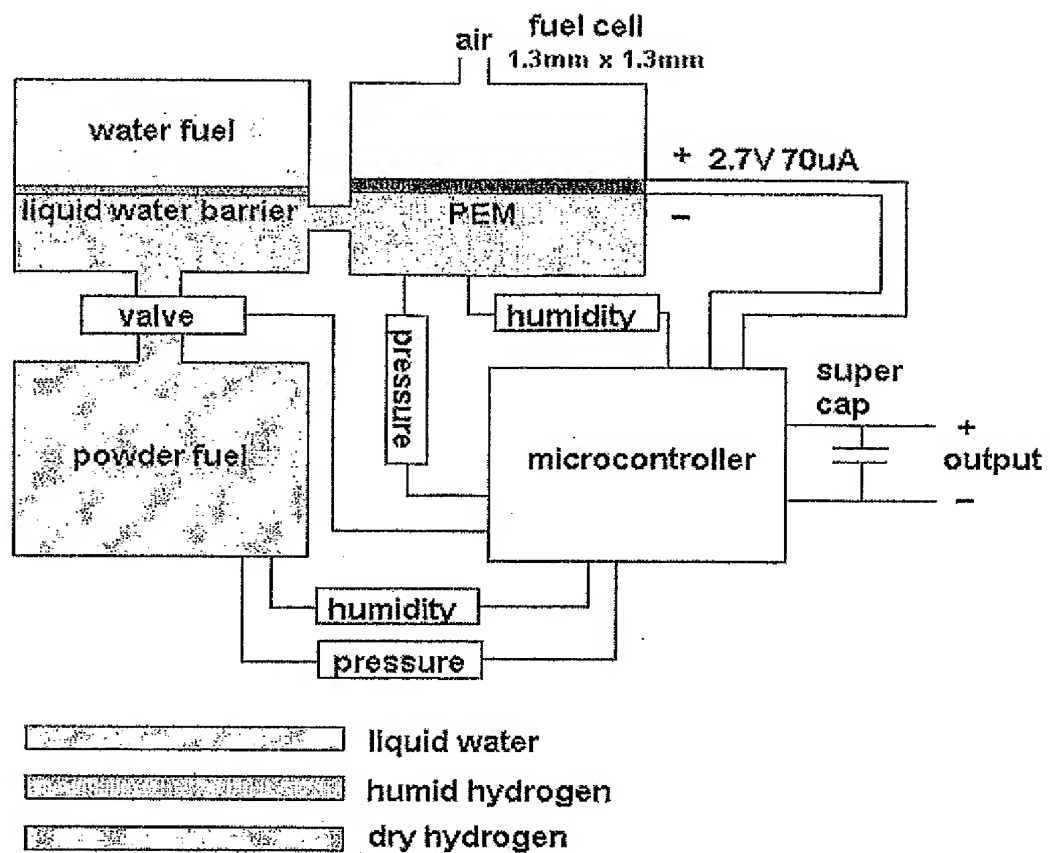 air
fuel cell
1.3mm x 1.3mm
water fuel
liquid water barrier
PEM
+ 2.7V 70uA
−
valve
humidity
pressure
powder fuel
microcontroller
super
cap
+
output
−
humidity
pressure
liquid water
humid hydrogen
dry hydrogen